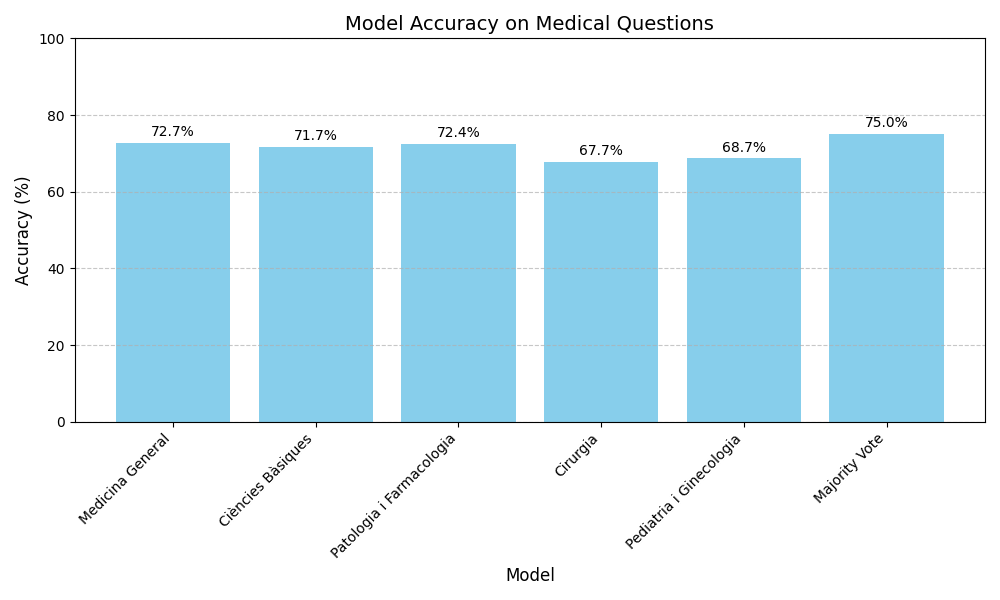 Model Accuracy on Medical Questions
Accuracy (%)
100
80
60
40
20
0
72.7%
71.7%
72.4%
67.7%
68.7%
75.0%
Medicina General
Ciències Bàsiques
Patologia i Farmacologia
Cirurgia
Pediatria i Ginecologia
Majority Vote
Model